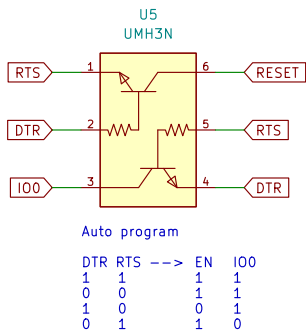 U5
UMH3N
RTS 1 6 RESET
DTR 2 5 RTS
IO0 3 4 DTR
Auto program
DTR RTS --> EN IO0
1 1 1 1
0 0 1 1
1 0 0 1
0 1 1 0